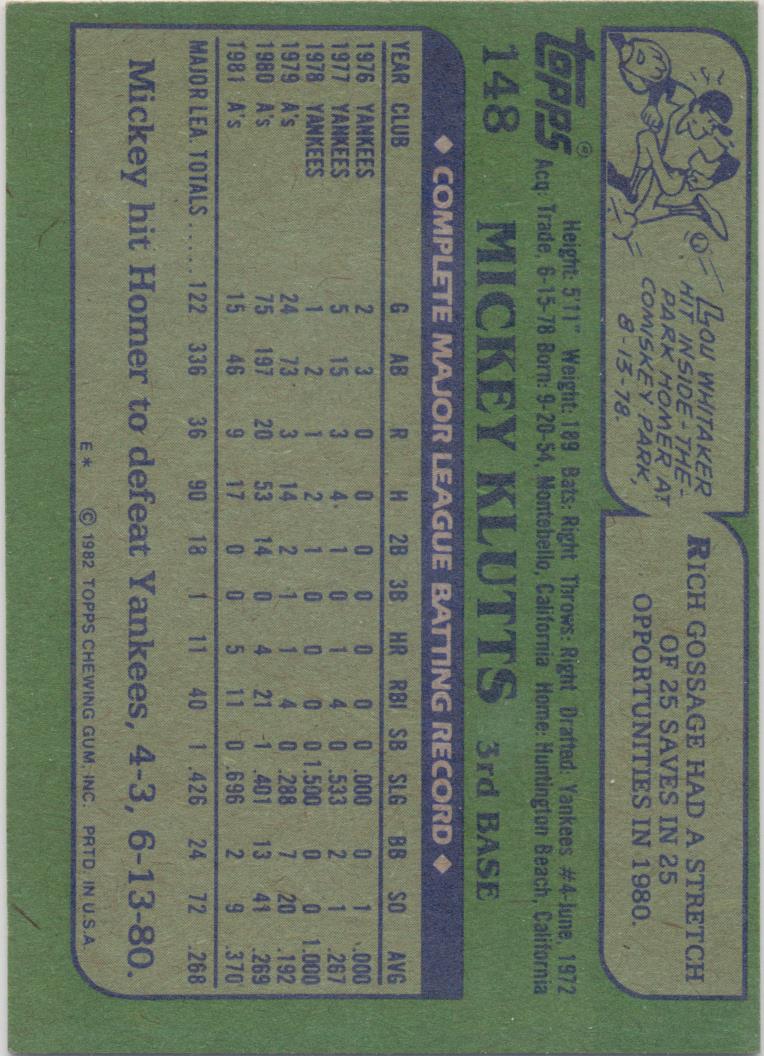 LOU WHITAKER
HIT INSIDE-THE-
PARK HOMER AT
COMISKEY PARK,
8-13-78.
RICH GOSSAGE HAD A STRETCH
OF 25 SAVES IN 25
OPPORTUNITIES IN 1980.
topps®
Height: 5'11" Weight: 189 Bats: Right Throws: Right Drafted: Yankees #4-June, 1972
Acq: Trade, 6-15-78 Born: 9-20-54, Montebello, California Home: Huntington Beach, California
148 MICKEY KLUTTS 3rd BASE
◆ COMPLETE MAJOR LEAGUE BATTING RECORD ◆
YEAR CLUB G AB R H 2B 3B HR RBI SB SLG BB SO AVG
1976 YANKEES 2 3 0 0 0 0 0 0 0 .000 0 1 .000
1977 YANKEES 5 15 3 4 1 0 1 4 0 .533 2 1 .267
1978 YANKEES 1 2 1 2 1 0 0 0 0 1.500 0 0 1.000
1979 A's 24 73 3 14 2 1 1 4 0 .288 7 20 .192
1980 A's 75 197 20 53 14 0 4 21 1 .401 13 41 .269
1981 A's 15 46 9 17 0 0 5 11 0 .696 2 9 .370
MAJOR LEA. TOTALS ..... 122 336 36 90 18 1 11 40 1 .426 24 72 .268
Mickey hit Homer to defeat Yankees, 4-3, 6-13-80.
E* © 1982 TOPPS CHEWING GUM, INC. PRTD. IN U.S.A.